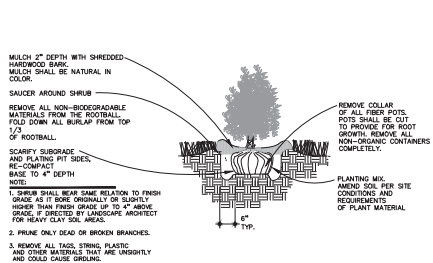 MULCH 2" DEPTH WITH SHREDDED
HARDWOOD BARK.
MULCH SHALL BE NATURAL IN
COLOR.
SAUCER AROUND SHRUB
REMOVE ALL NON-BIODEGRADABLE
MATERIALS FROM THE ROOTBALL.
FOLD DOWN ALL BURLAP FROM TOP
1/3
OF ROOTBALL.
SCARIFY SUBGRADE
AND PLATING PIT SIDES.
RE-COMPACT
BASE TO 4" DEPTH
NOTE:
1. SHRUB SHALL BEAR SAME RELATION TO FINISH
GRADE AS IT BORE ORIGINALLY OR SLIGHTLY
HIGHER THAN FINISH GRADE UP TO 4" ABOVE
GRADE, IF DIRECTED BY LANDSCAPE ARCHITECT
FOR HEAVY CLAY SOIL AREAS.
2. PRUNE ONLY DEAD OR BROKEN BRANCHES.
3. REMOVE ALL TAGS, STRING, PLASTIC
AND OTHER MATERIALS THAT ARE UNSIGHTLY
AND COULD CAUSE GIRDLING.
REMOVE COLLAR
OF ALL FIBER POTS.
POTS SHALL BE CUT
TO PROVIDE FOR ROOT
GROWTH. REMOVE ALL
NON-ORGANIC CONTAINERS
COMPLETELY.
PLANTING MIX.
AMEND SOIL PER SITE
CONDITIONS AND
REQUIREMENTS
OF PLANT MATERIAL
6"
TYP.